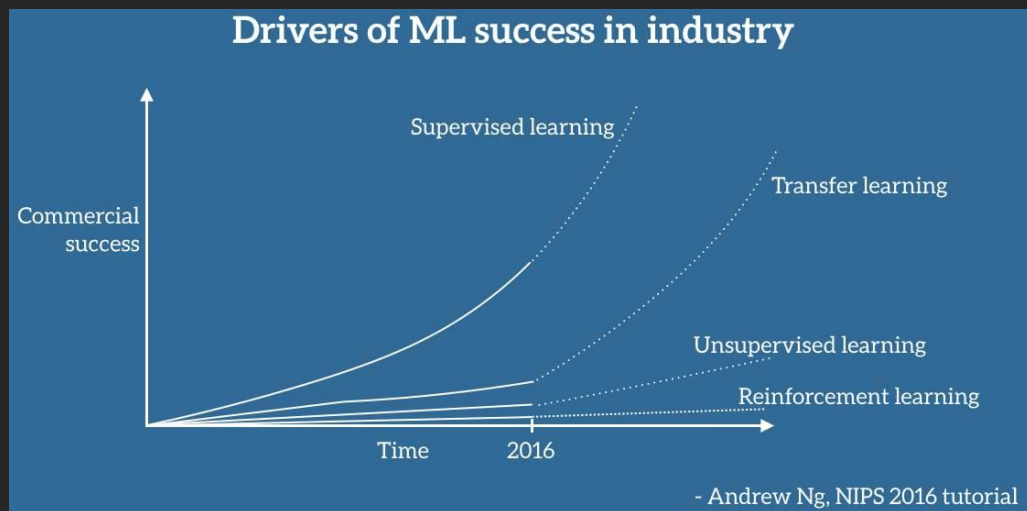 Drivers of ML success in industry
Supervised learning
Transfer learning
Commercial
success
Unsupervised learning
Reinforcement learning
Time
2016
- Andrew Ng, NIPS 2016 tutorial